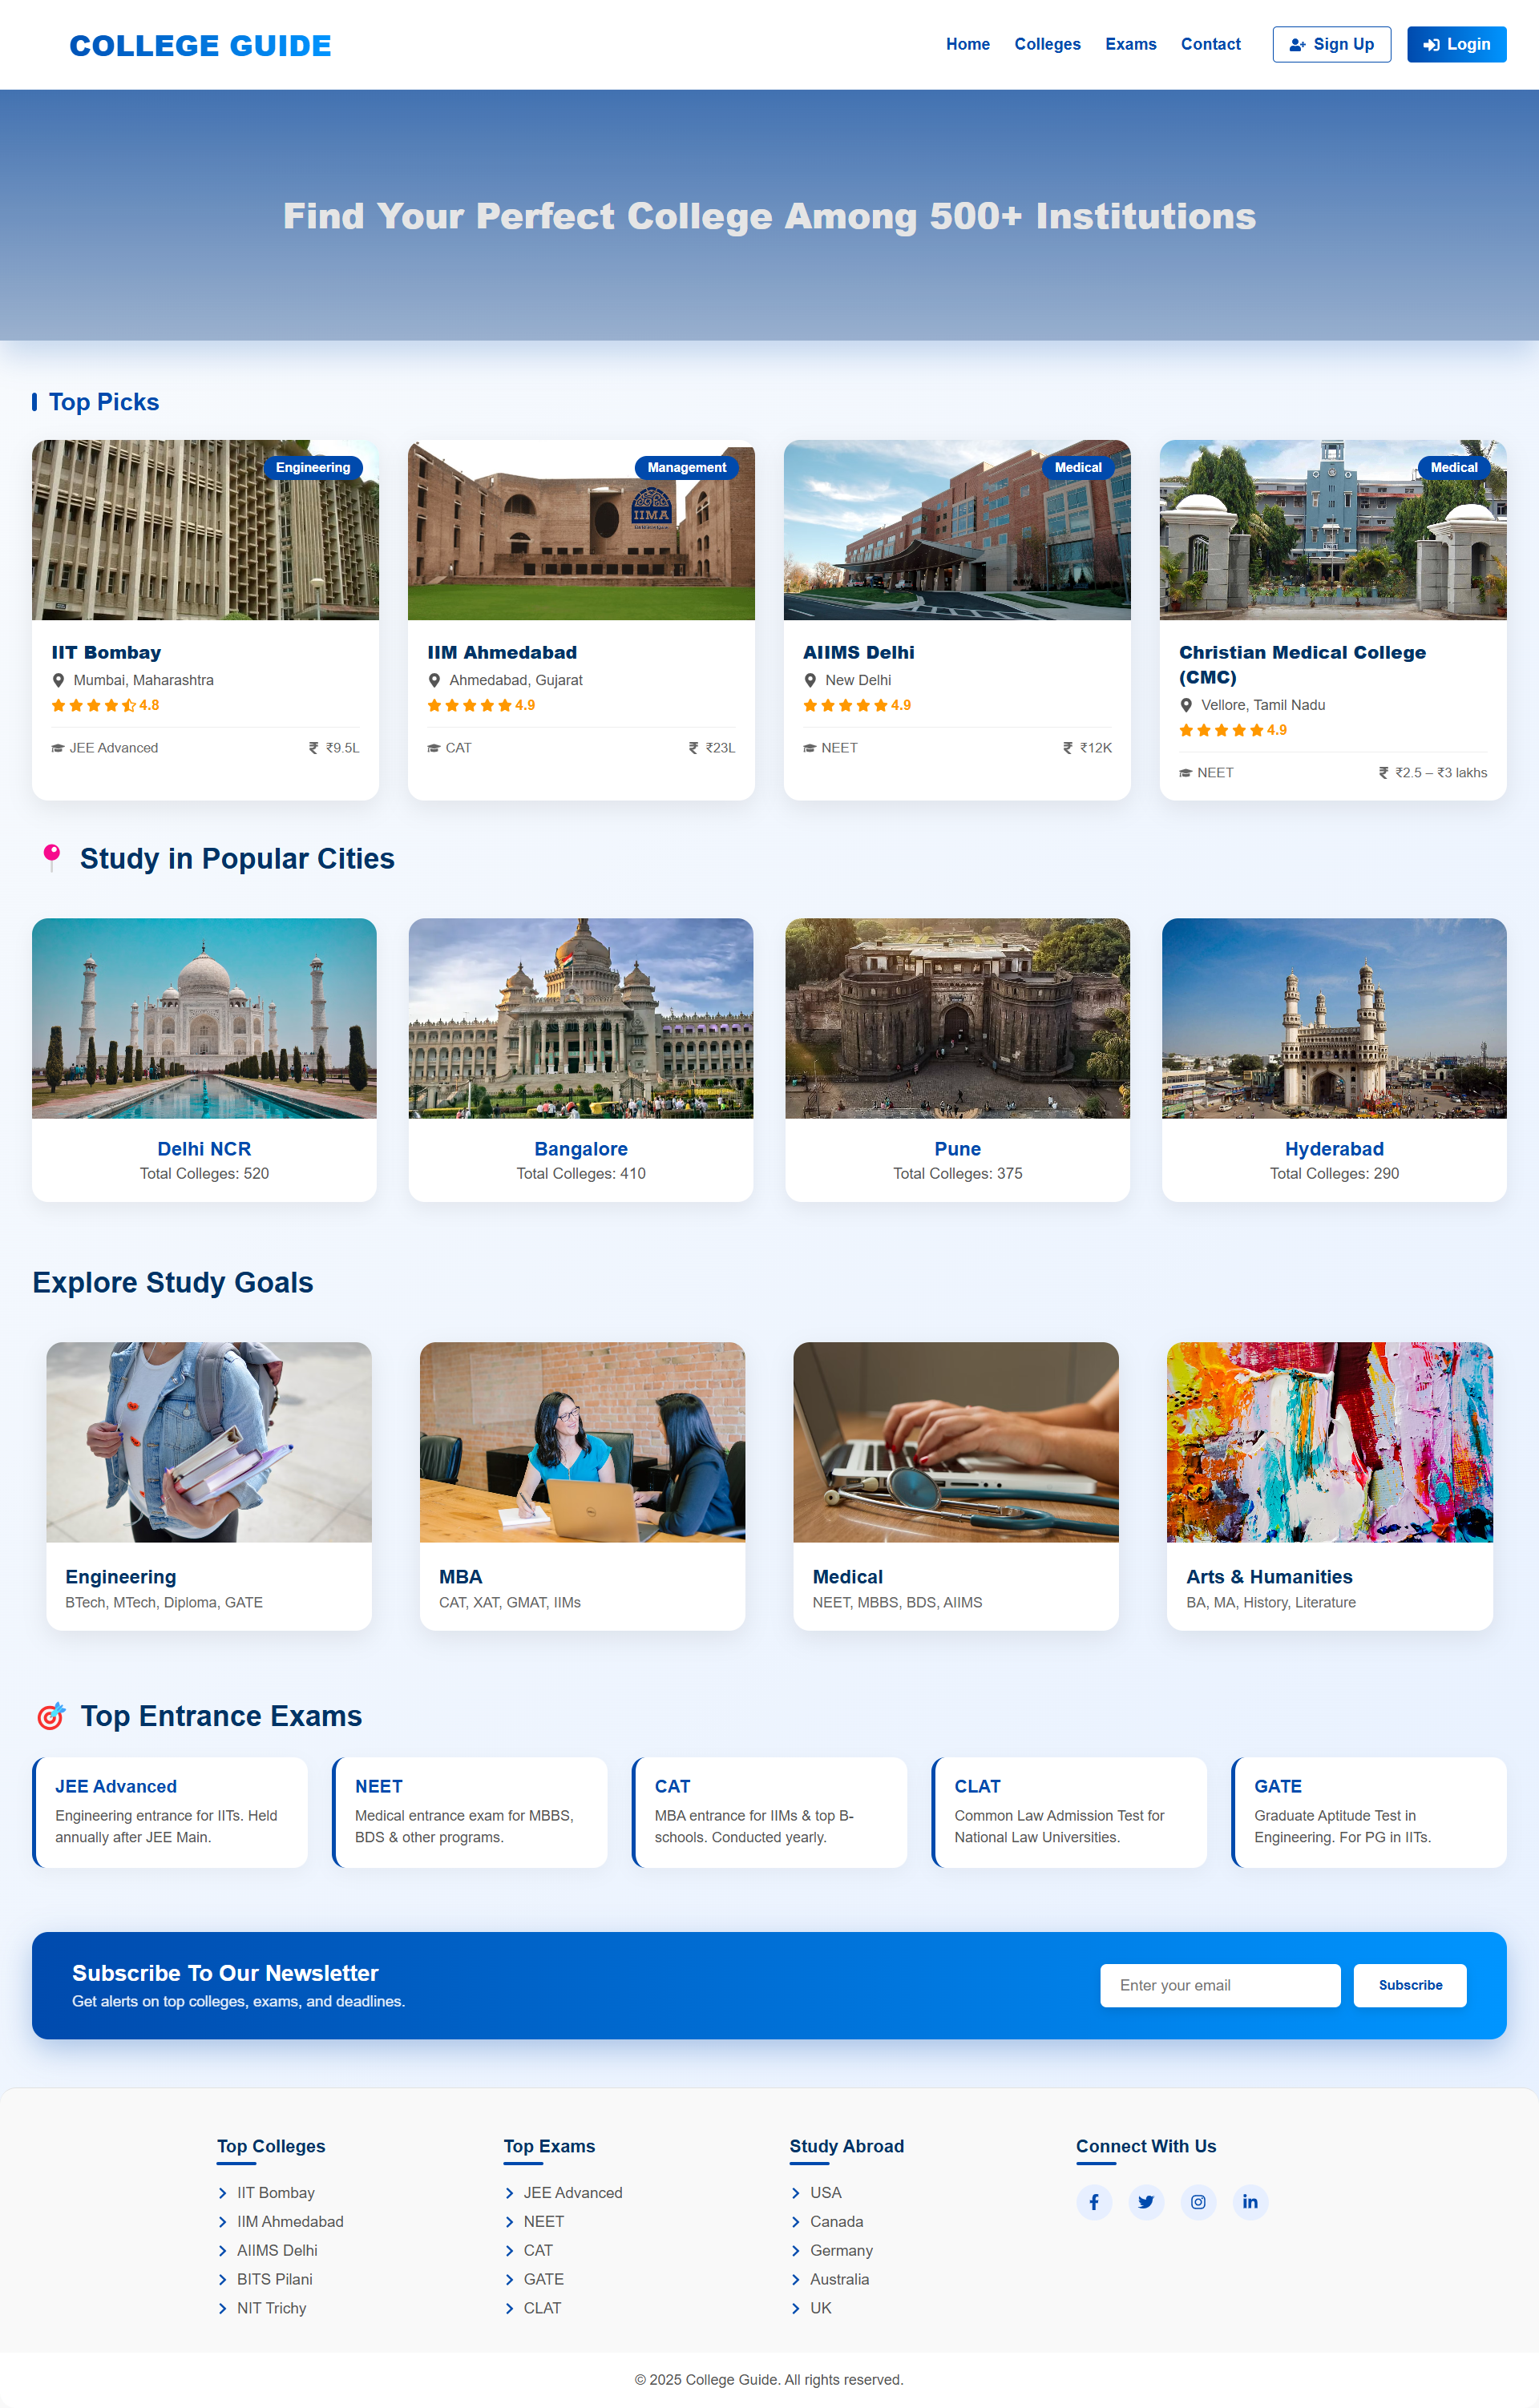 COLLEGE GUIDE
Home Colleges Exams Contact Sign Up Login
Find Your Perfect College Among 500+ Institutions
Top Picks
Engineering
IIT Bombay
Mumbai, Maharashtra
4.8
JEE Advanced ₹ ₹9.5L
Management
IIMA
IIM Ahmedabad
Ahmedabad, Gujarat
4.9
CAT ₹ ₹23L
Medical
AIIMS Delhi
New Delhi
4.9
NEET ₹ ₹12K
Medical
Christian Medical College
(CMC)
Vellore, Tamil Nadu
4.9
NEET ₹ ₹2.5 – ₹3 lakhs
Study in Popular Cities
Delhi NCR
Total Colleges: 520
Bangalore
Total Colleges: 410
Pune
Total Colleges: 375
Hyderabad
Total Colleges: 290
Explore Study Goals
Engineering
BTech, MTech, Diploma, GATE
MBA
CAT, XAT, GMAT, IIMs
Medical
NEET, MBBS, BDS, AIIMS
Arts & Humanities
BA, MA, History, Literature
Top Entrance Exams
JEE Advanced
Engineering entrance for IITs. Held
annually after JEE Main.
NEET
Medical entrance exam for MBBS,
BDS & other programs.
CAT
MBA entrance for IIMs & top B-
schools. Conducted yearly.
CLAT
Common Law Admission Test for
National Law Universities.
GATE
Graduate Aptitude Test in
Engineering. For PG in IITs.
Subscribe To Our Newsletter
Get alerts on top colleges, exams, and deadlines.
Enter your email
Subscribe
Top Colleges
IIT Bombay
IIM Ahmedabad
AIIMS Delhi
BITS Pilani
NIT Trichy
Top Exams
JEE Advanced
NEET
CAT
GATE
CLAT
Study Abroad
USA
Canada
Germany
Australia
UK
Connect With Us
© 2025 College Guide. All rights reserved.